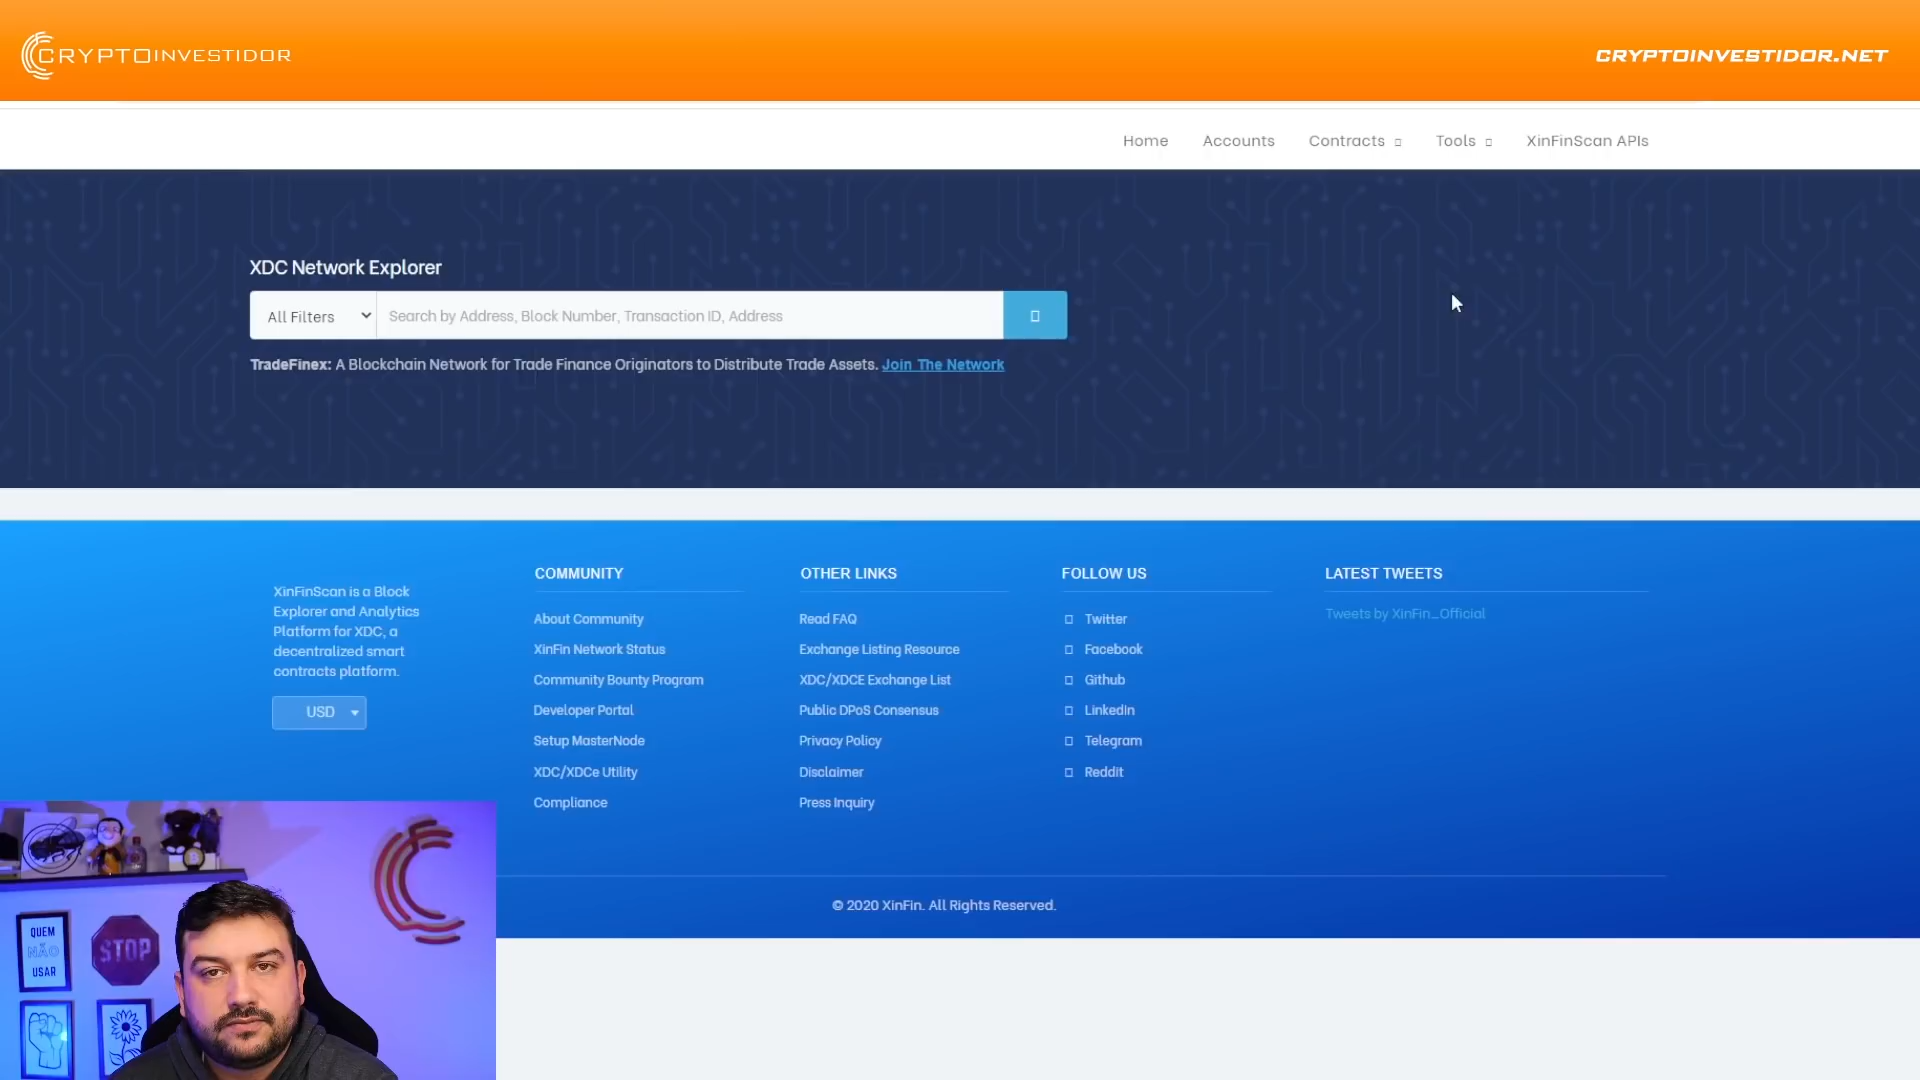 CRYPTOINVESTIDOR
CRYPTOINVESTIDOR.NET
Home Accounts Contracts Tools XinFinScan APIs
XDC Network Explorer
All Filters Search by Address, Block Number, Transaction ID, Address
TradeFinex: A Blockchain Network for Trade Finance Originators to Distribute Trade Assets. Join The Network
XinFinScan is a Block
Explorer and Analytics
Platform for XDC, a
decentralized smart
contracts platform.
USD
COMMUNITY
About Community
XinFin Network Status
Community Bounty Program
Developer Portal
Setup MasterNode
XDC/XDCe Utility
Compliance
OTHER LINKS
Read FAQ
Exchange Listing Resource
XDC/XDCE Exchange List
Public DPoS Consensus
Privacy Policy
Disclaimer
Press Inquiry
FOLLOW US
Twitter
Facebook
Github
LinkedIn
Telegram
Reddit
LATEST TWEETS
Tweets by XinFin_Official
© 2020 XinFin. All Rights Reserved.
QUEM
NÃO
USAR
STOP